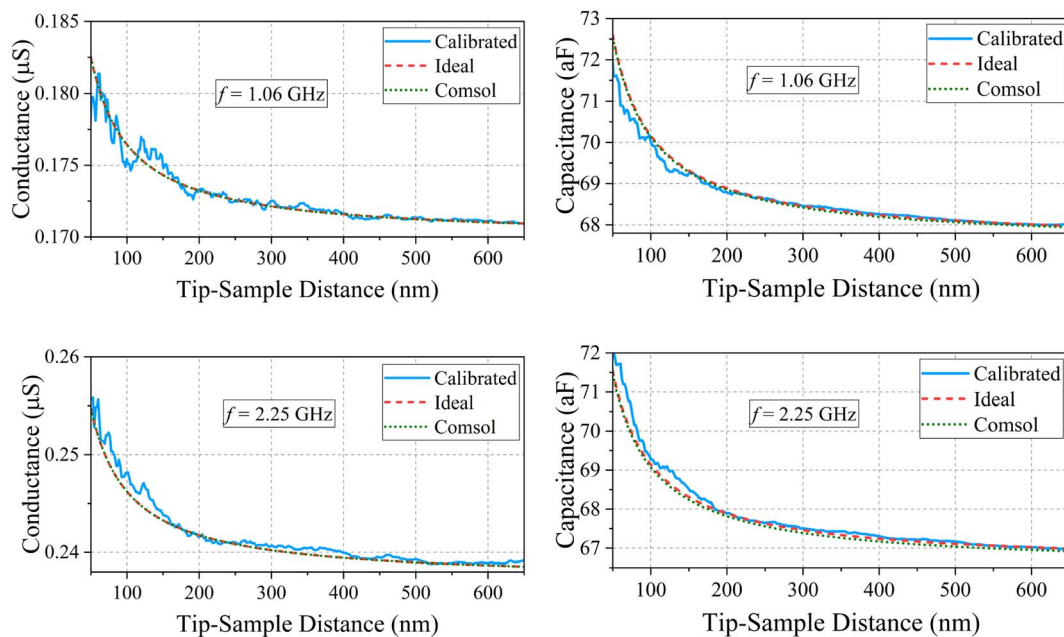 0.185
0.180
0.175
0.170
Conductance (μS)
Calibrated
Ideal
Comsol
f = 1.06 GHz
100 200 300 400 500 600
Tip-Sample Distance (nm)
73
72
71
70
69
68
Capacitance (aF)
Calibrated
Ideal
Comsol
f = 1.06 GHz
100 200 300 400 500 600
Tip-Sample Distance (nm)
0.26
0.25
0.24
Conductance (μS)
Calibrated
Ideal
Comsol
f = 2.25 GHz
100 200 300 400 500 600
Tip-Sample Distance (nm)
72
71
70
69
68
67
Capacitance (aF)
Calibrated
Ideal
Comsol
f = 2.25 GHz
100 200 300 400 500 600
Tip-Sample Distance (nm)